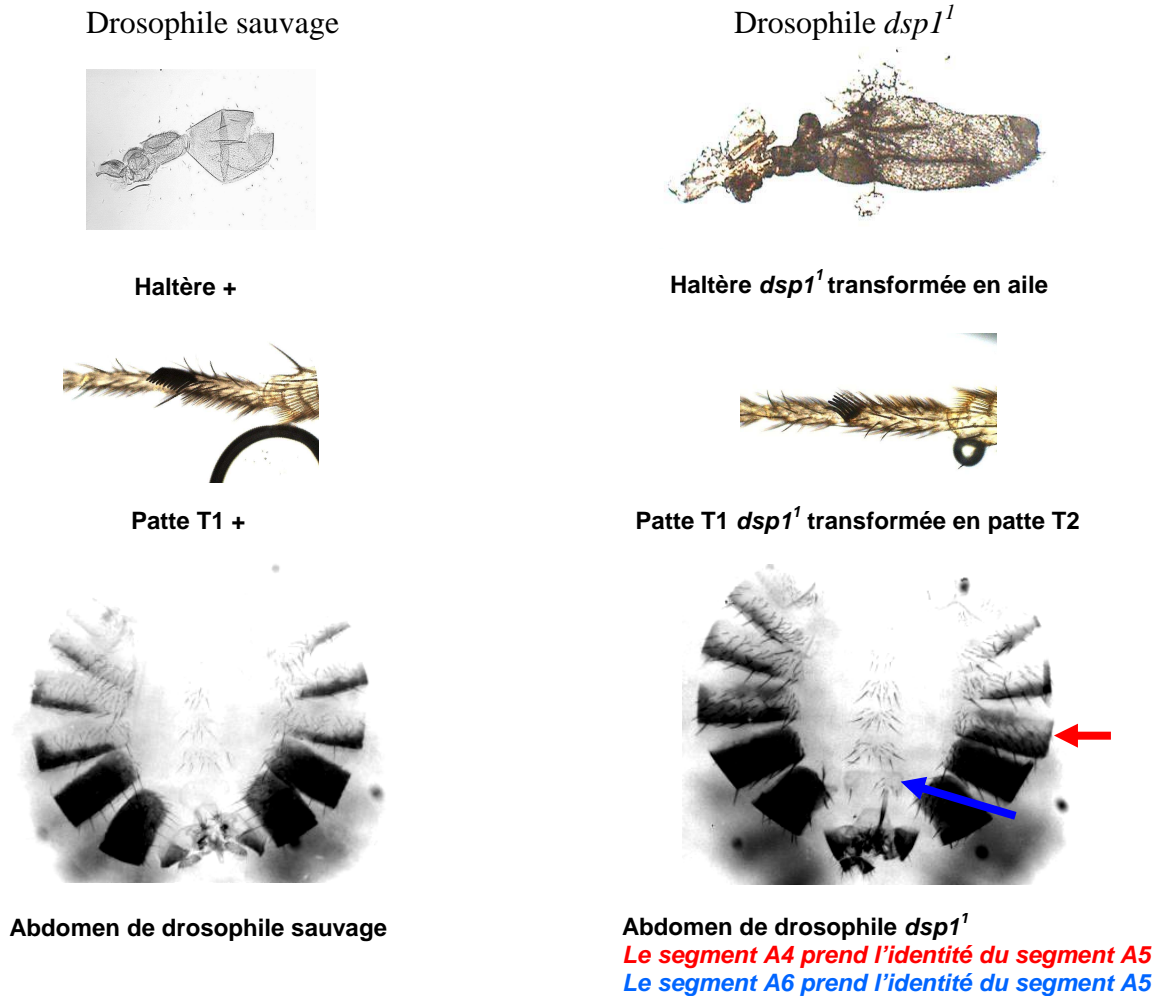 Drosophile sauvage
Drosophile dsp1¹
Haltère +
Haltère dsp1¹ transformée en aile
Patte T1 +
Patte T1 dsp1¹ transformée en patte T2
Abdomen de drosophile sauvage
Abdomen de drosophile dsp1¹
Le segment A4 prend l'identité du segment A5
Le segment A6 prend l'identité du segment A5